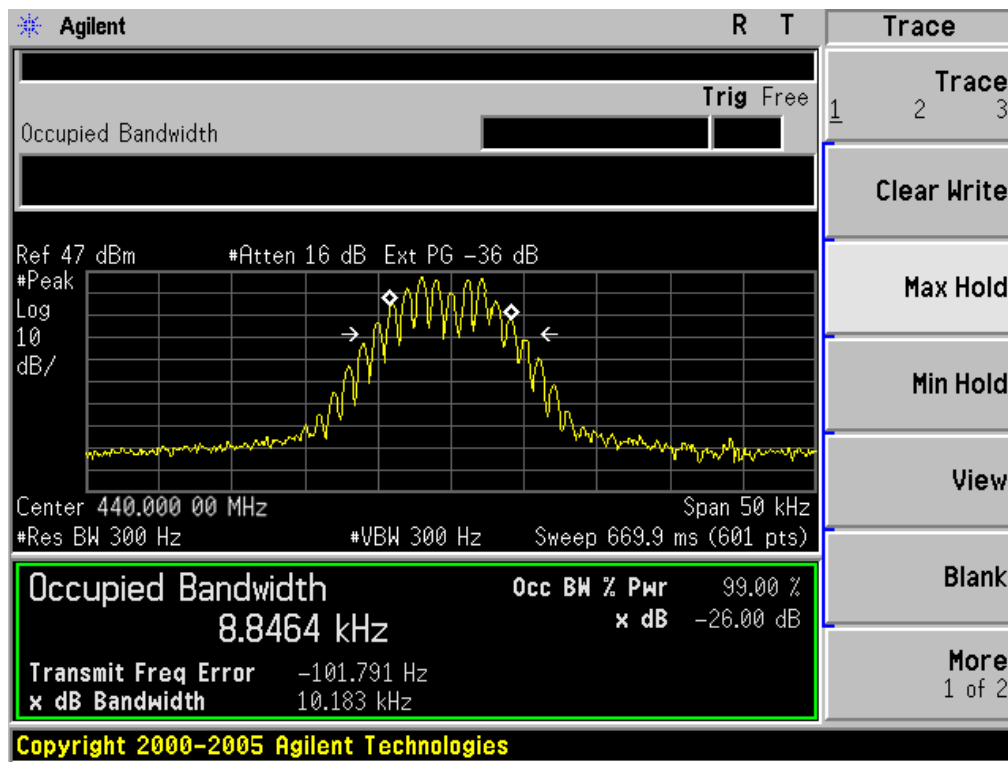 Agilent R T
Trace
Trig Free
Occupied Bandwidth
Ref 47 dBm #Atten 16 dB Ext PG -36 dB
#Peak
Log
10
dB/
Center 440.000 00 MHz Span 50 kHz
#Res BW 300 Hz #VBW 300 Hz Sweep 669.9 ms (601 pts)
Occupied Bandwidth
8.8464 kHz
Occ BW % Pwr 99.00 %
x dB -26.00 dB
Transmit Freq Error -101.791 Hz
x dB Bandwidth 10.183 kHz
Copyright 2000-2005 Agilent Technologies
Trace
1 2 3
Clear Write
Max Hold
Min Hold
View
Blank
More
1 of 2